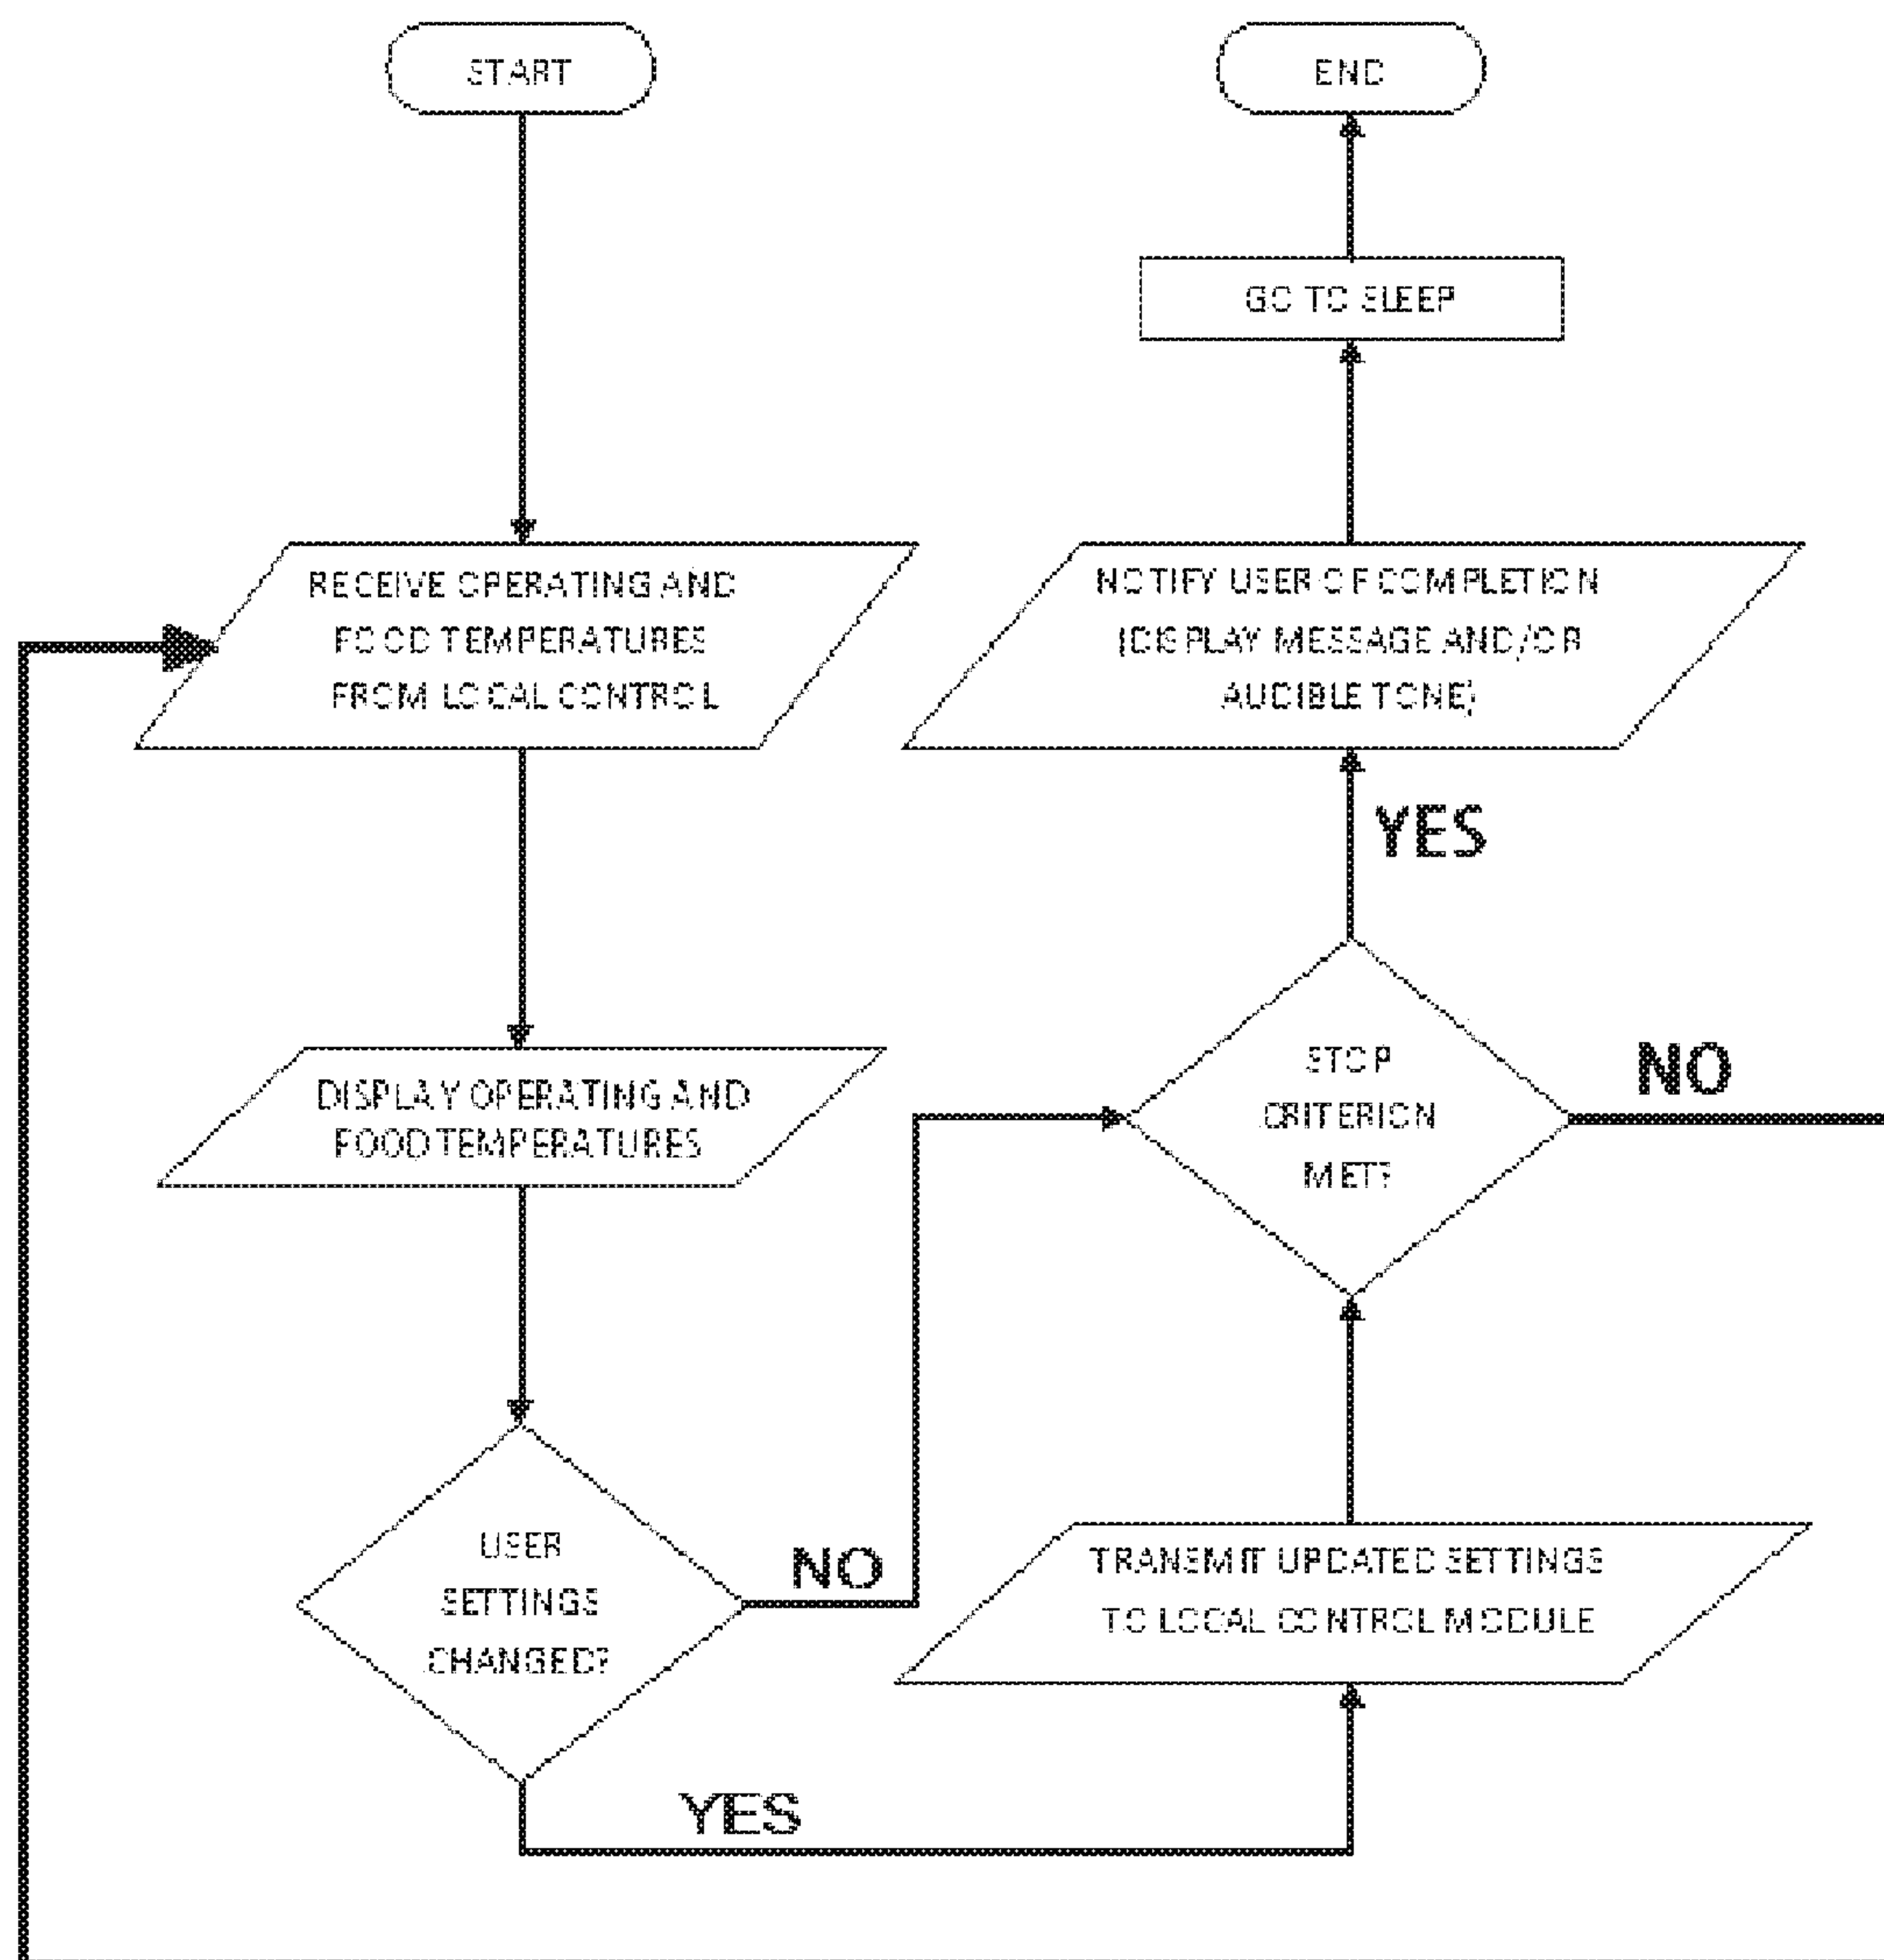 START
RECEIVE OPERATING AND
FOOD TEMPERATURES
FROM LOCAL CONTROL
DISPLAY OPERATING AND
FOOD TEMPERATURES
USER
SETTINGS
CHANGED?
NO
YES
TRANSMIT UPDATED SETTINGS
TO LOCAL CONTROL MODULE
STOP
CRITERION
MET?
NO
YES
NOTIFY USER OF COMPLETION
(DISPLAY MESSAGE AND/OR
AUDIBLE TONE)
GO TO SLEEP
END